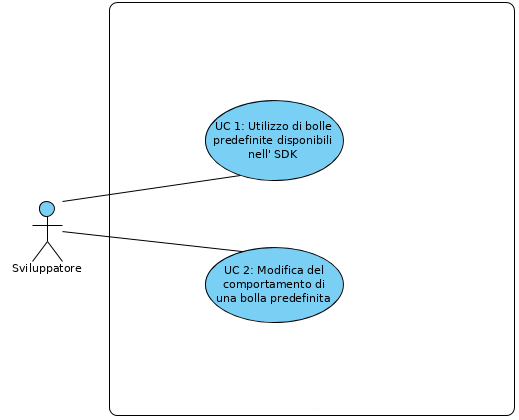 UC 1: Utilizzo di bolle
predefinite disponibili
nell' SDK
Sviluppatore
UC 2: Modifica del
comportamento di
una bolla predefinita